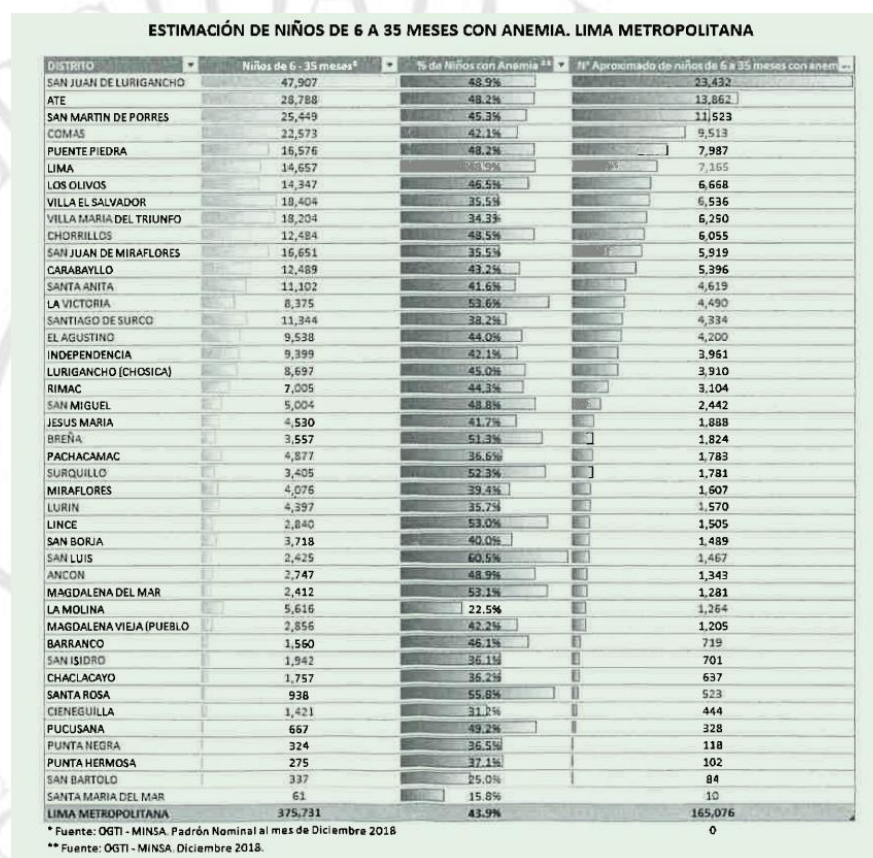 ESTIMACIÓN DE NIÑOS DE 6 A 35 MESES CON ANEMIA. LIMA METROPOLITANA
DISTRITO Niños de 6 - 35 meses* % de Niños con Anemia ** N° Aproximado de niños de 6 a 35 meses con anem...
SAN JUAN DE LURIGANCHO 47,907 48.9% 23,432
ATE 28,788 48.2% 13,862
SAN MARTIN DE PORRES 25,449 45.3% 11,523
COMAS 22,573 42.1% 9,513
PUENTE PIEDRA 16,576 48.2% 7,987
LIMA 14,657 7,165
LOS OLIVOS 14,347 46.5% 6,668
VILLA EL SALVADOR 18,404 35.5% 6,536
VILLA MARIA DEL TRIUNFO 18,204 34.3% 6,250
CHORRILLOS 12,484 48.5% 6,055
SAN JUAN DE MIRAFLORES 16,651 35.5% 5,919
CARABAYLLO 12,489 43.2% 5,396
SANTA ANITA 11,102 41.6% 4,619
LA VICTORIA 8,375 53.6% 4,490
SANTIAGO DE SURCO 11,344 38.2% 4,334
EL AGUSTINO 9,538 44.0% 4,200
INDEPENDENCIA 9,399 42.1% 3,961
LURIGANCHO (CHOSICA) 8,697 45.0% 3,910
RIMAC 7,005 44.3% 3,104
SAN MIGUEL 5,004 48.8% 2,442
JESUS MARIA 4,530 41.7% 1,888
BREÑA 3,557 51.3% 1,824
PACHACAMAC 4,877 36.6% 1,783
SURQUILLO 3,405 52.3% 1,781
MIRAFLORES 4,076 39.4% 1,607
LURIN 4,397 35.7% 1,570
LINCE 2,840 53.0% 1,505
SAN BORJA 3,718 40.0% 1,489
SAN LUIS 2,425 60.5% 1,467
ANCON 2,747 48.9% 1,343
MAGDALENA DEL MAR 2,412 53.1% 1,281
LA MOLINA 5,616 22.5% 1,264
MAGDALENA VIEJA (PUEBLO 2,856 42.2% 1,205
BARRANCO 1,560 46.1% 719
SAN ISIDRO 1,942 36.1% 701
CHACLACAYO 1,757 36.2% 637
SANTA ROSA 938 55.8% 523
CIENEGUILLA 1,421 31.2% 444
PUCUSANA 667 49.2% 328
PUNTA NEGRA 324 36.5% 118
PUNTA HERMOSA 275 37.1% 102
SAN BARTOLO 337 25.0% 84
SANTA MARIA DEL MAR 61 15.8% 10
LIMA METROPOLITANA 375,731 43.9% 165,076
* Fuente: OGTI - MINSA. Padrón Nominal al mes de Diciembre 2018 0
** Fuente: OGTI - MINSA. Diciembre 2018.